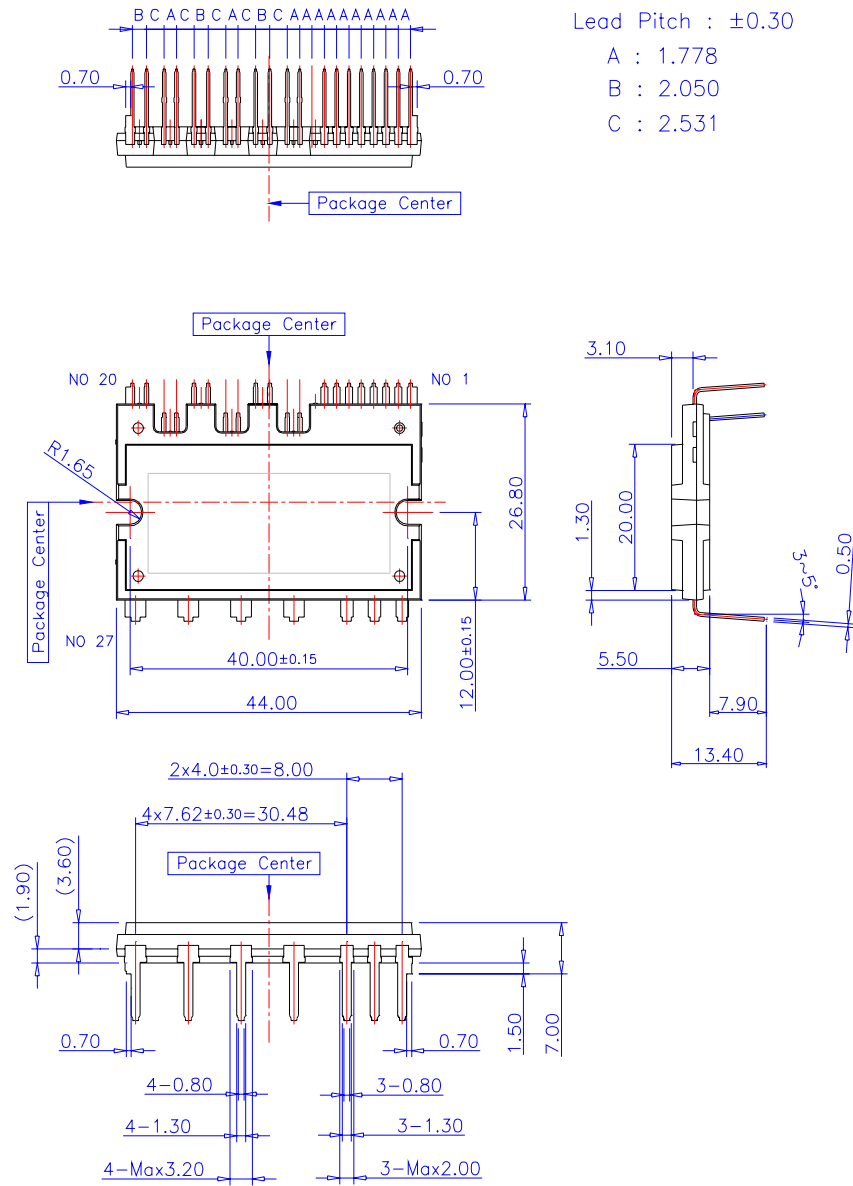 B C A C B C A C B C A A A A A A A A A
Lead Pitch : ±0.30
A : 1.778
B : 2.050
C : 2.531
0.70
0.70
Package Center
Package Center
NO 20
NO 1
3.10
R1.65
Package Center
26.80
1.30
20.00
3~5°
0.50
NO 27
40.00±0.15
12.00±0.15
5.50
44.00
7.90
13.40
2x4.0±0.30=8.00
4x7.62±0.30=30.48
Package Center
(1.90)
(3.60)
0.70
0.70
1.50
7.00
4-0.80
3-0.80
4-1.30
3-1.30
4-Max3.20
3-Max2.00